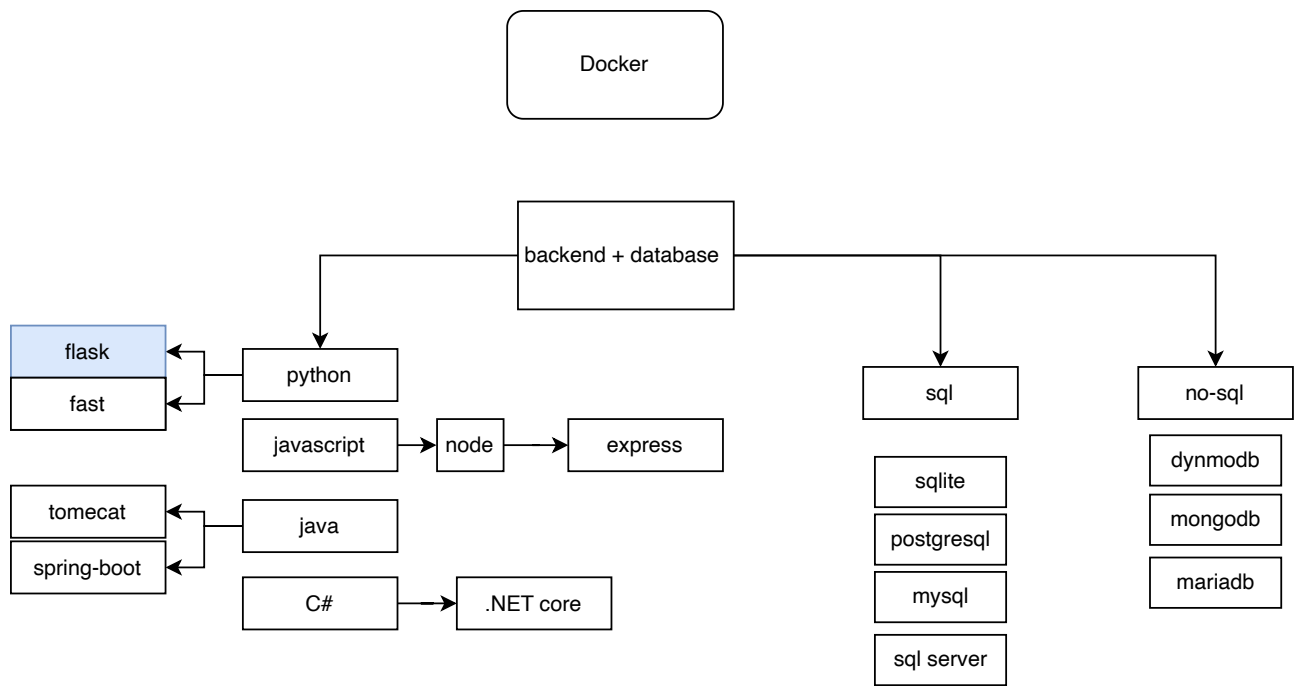 Docker
backend + database
flask
fast
python
javascript
node
express
tomecat
spring-boot
java
C#
.NET core
sql
sqlite
postgresql
mysql
sql server
no-sql
dynmodb
mongodb
mariadb